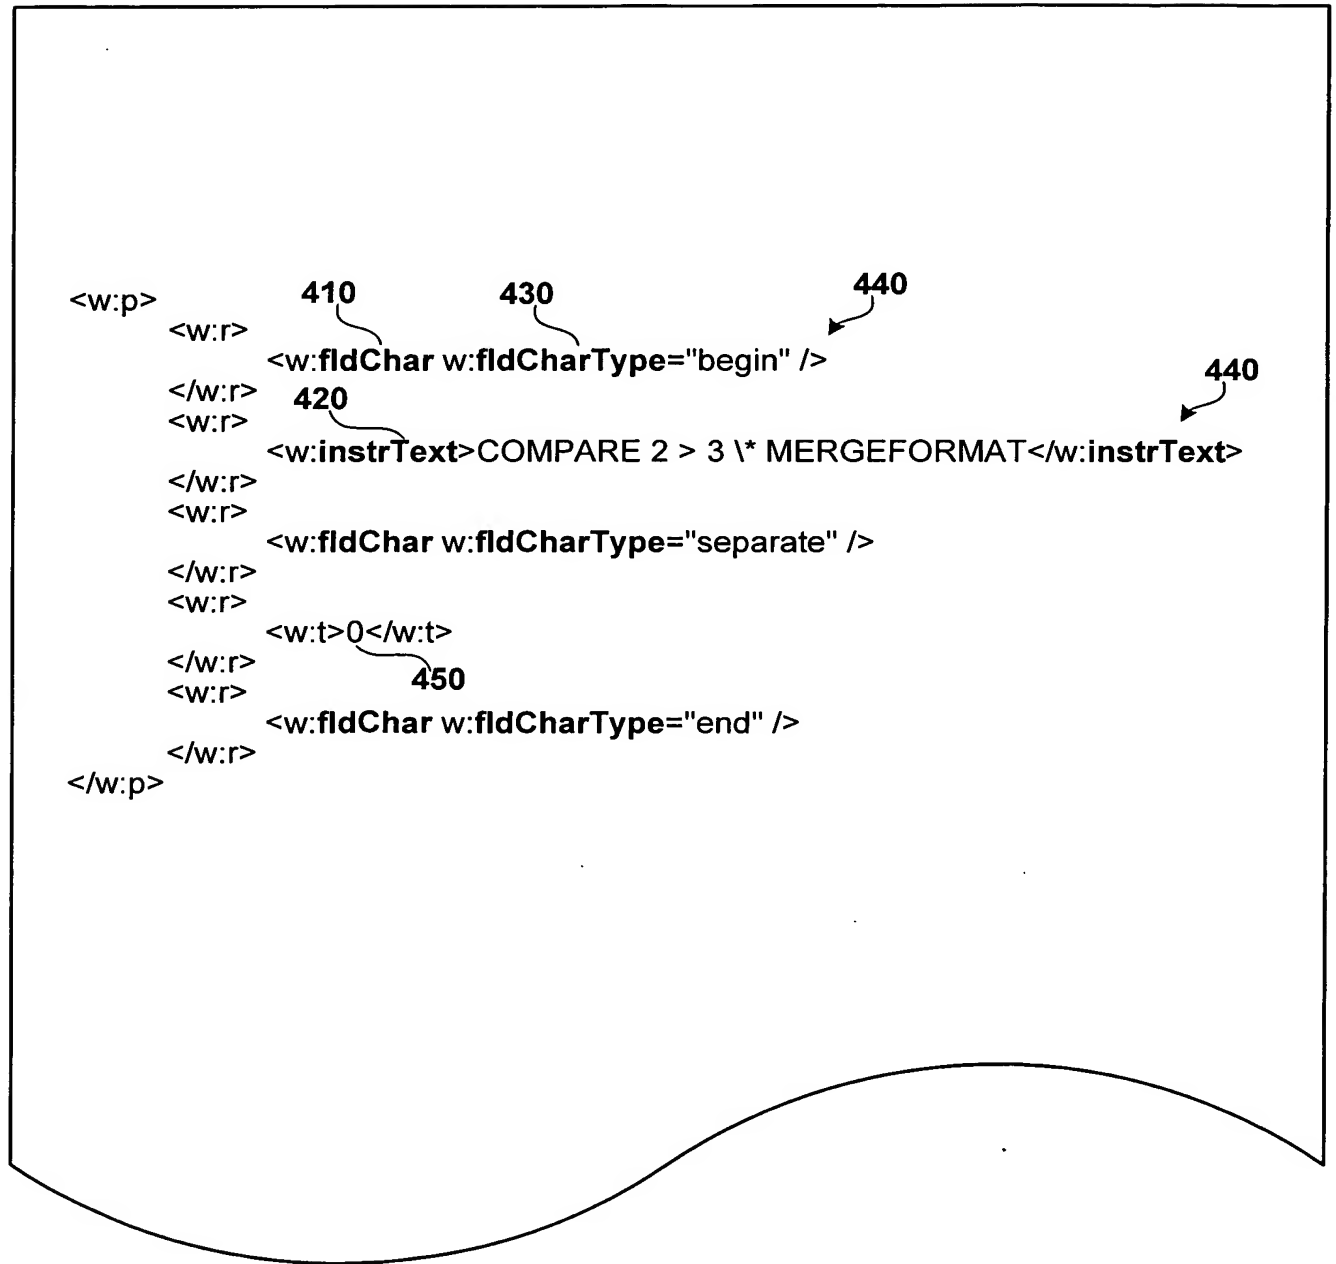 410 430 440
<w:p>
<w:r>
<w:fldChar w:fldCharType="begin" />
440
</w:r>
420
<w:r>
<w:instrText>COMPARE 2 > 3 \* MERGEFORMAT</w:instrText>
</w:r>
<w:r>
<w:fldChar w:fldCharType="separate" />
</w:r>
<w:r>
<w:t>0</w:t>
</w:r>
450
<w:r>
<w:fldChar w:fldCharType="end" />
</w:r>
</w:p>